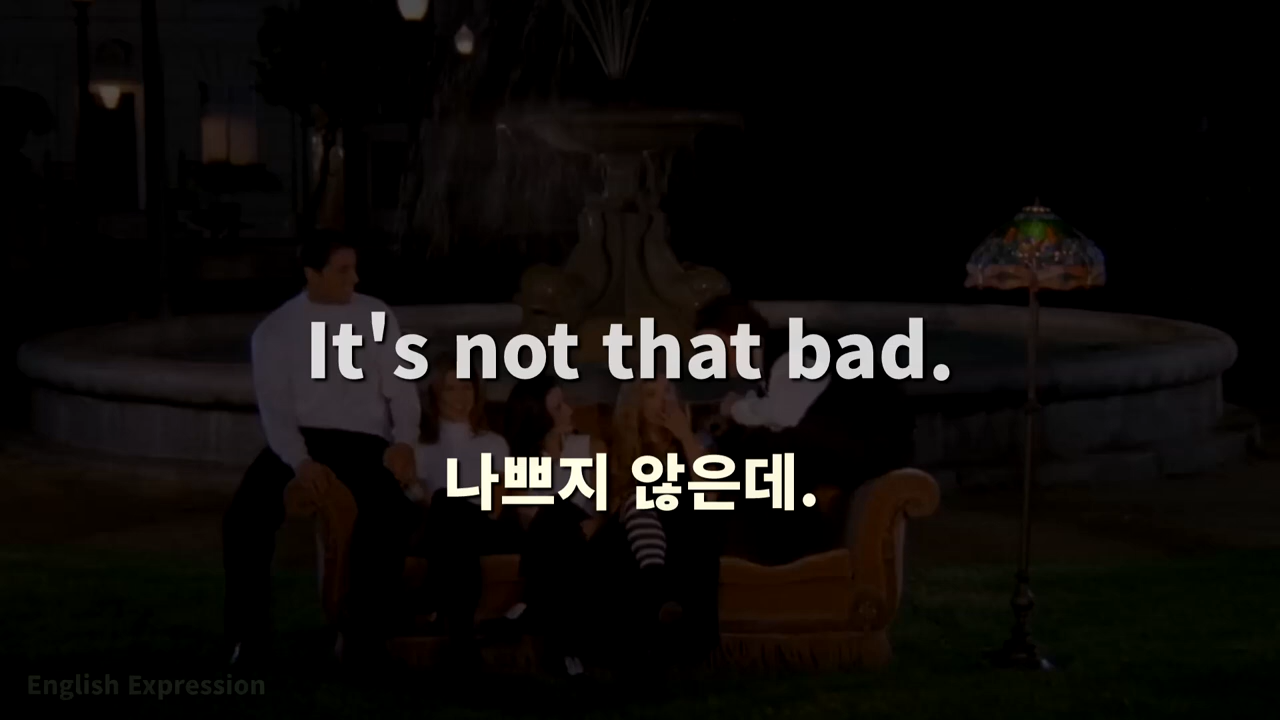 It's not that bad.
나쁘지 않은데.
English Expression